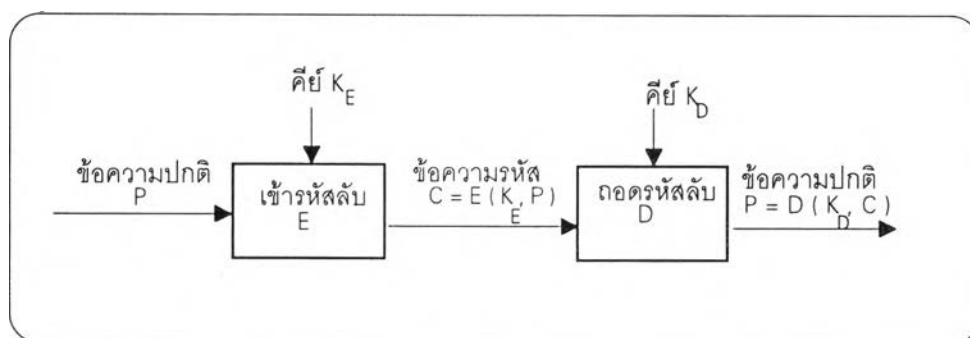 คีย์ K_E
คีย์ K_D
ข้อความปกติ
P
เข้ารหัสลับ
E
ข้อความรหัส
C = E ( K_E, P )
ถอดรหัสลับ
D
ข้อความปกติ
P = D ( K_D, C )